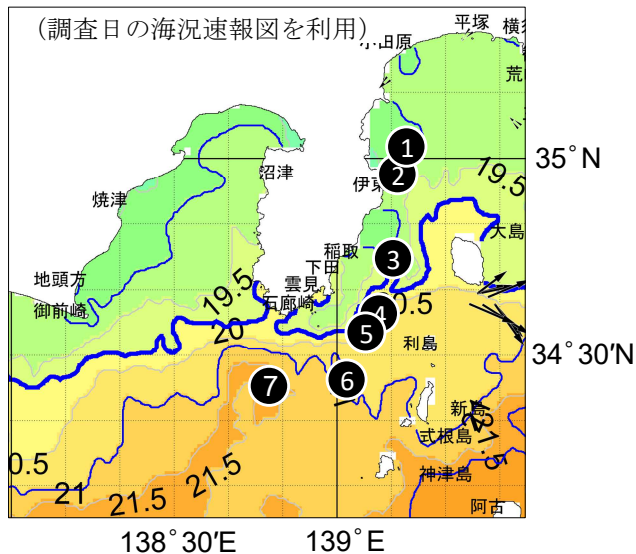 （調査日の海況速報図を利用）
平塚
小田原
荒
1
35°N
2
伊東
19.5
沼津
焼津
大島
稲取
3
下田
雲見
石廊崎
地頭方
御前崎
19.5
20
4
0.5
5
利島
34°30′N
6
7
新島
式根島
21.5
神津島
0.5
21
21.5
21.5
阿古
138°30′E
139°E